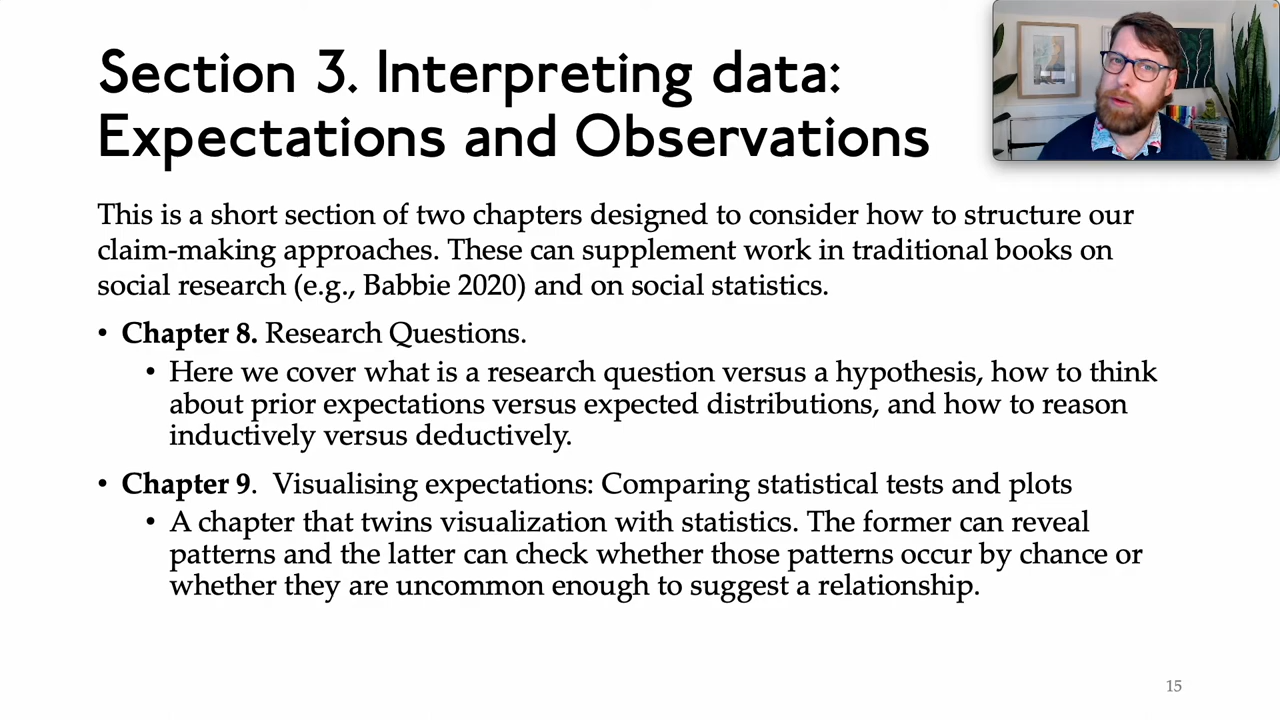 Section 3. Interpreting data:
Expectations and Observations
This is a short section of two chapters designed to consider how to structure our
claim-making approaches. These can supplement work in traditional books on
social research (e.g., Babbie 2020) and on social statistics.
• Chapter 8. Research Questions.
• Here we cover what is a research question versus a hypothesis, how to think
about prior expectations versus expected distributions, and how to reason
inductively versus deductively.
• Chapter 9.  Visualising expectations: Comparing statistical tests and plots
• A chapter that twins visualization with statistics. The former can reveal
patterns and the latter can check whether those patterns occur by chance or
whether they are uncommon enough to suggest a relationship.
15